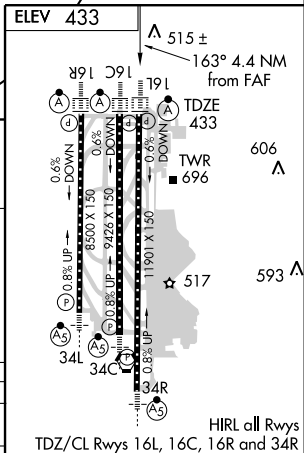 ELEV 433
515 ±
163° 4.4 NM
from FAF
16R
16C
16L
A
A
A
TDZE
433
P
P
P
0.6%
DOWN
0.6%
DOWN
0.6%
DOWN
TWR
696
606
8500 X 150
9426 X 150
11901 X 150
517
593
P
0.8% UP
P
0.8% UP
P
0.8% UP
A5
34L
A5
34C
34R
A5
HIRL all Rwys
TDZ/CL Rwys 16L, 16C, 16R and 34R